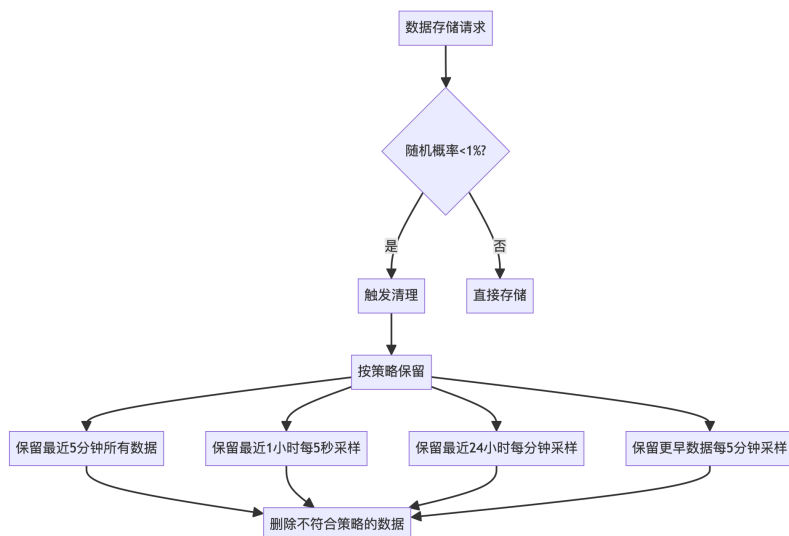 数据存储请求
随机概率<1%?
是
否
触发清理
直接存储
按策略保留
保留最近5分钟所有数据
保留最近1小时每5秒采样
保留最近24小时每分钟采样
保留更早数据每5分钟采样
删除不符合策略的数据